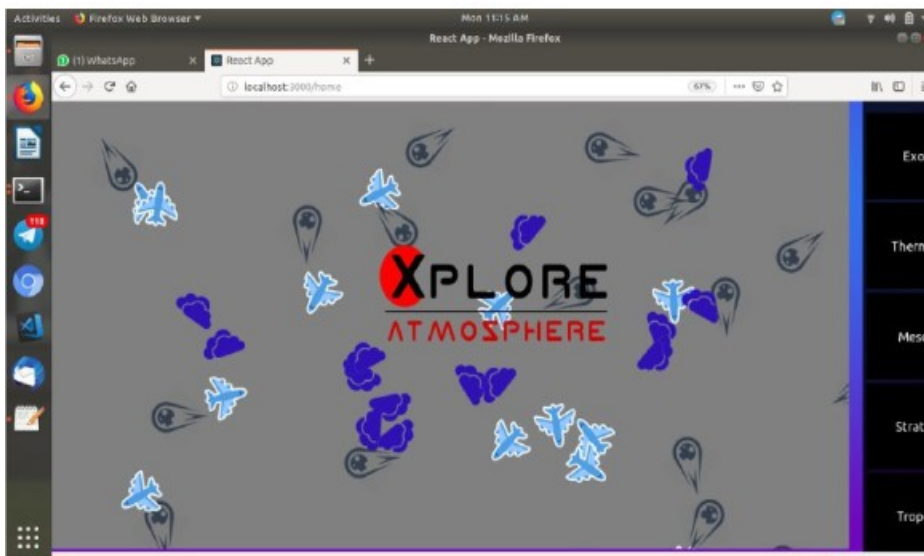 Activities Firefox Web Browser Mon 11:15 AM
React App - Mozilla Firefox
(1) WhatsApp × React App × +
localhost:3000/home 67%
Exo
118
Therm
XPLORE
ATMOSPHERE
Meso
Strat
Trop